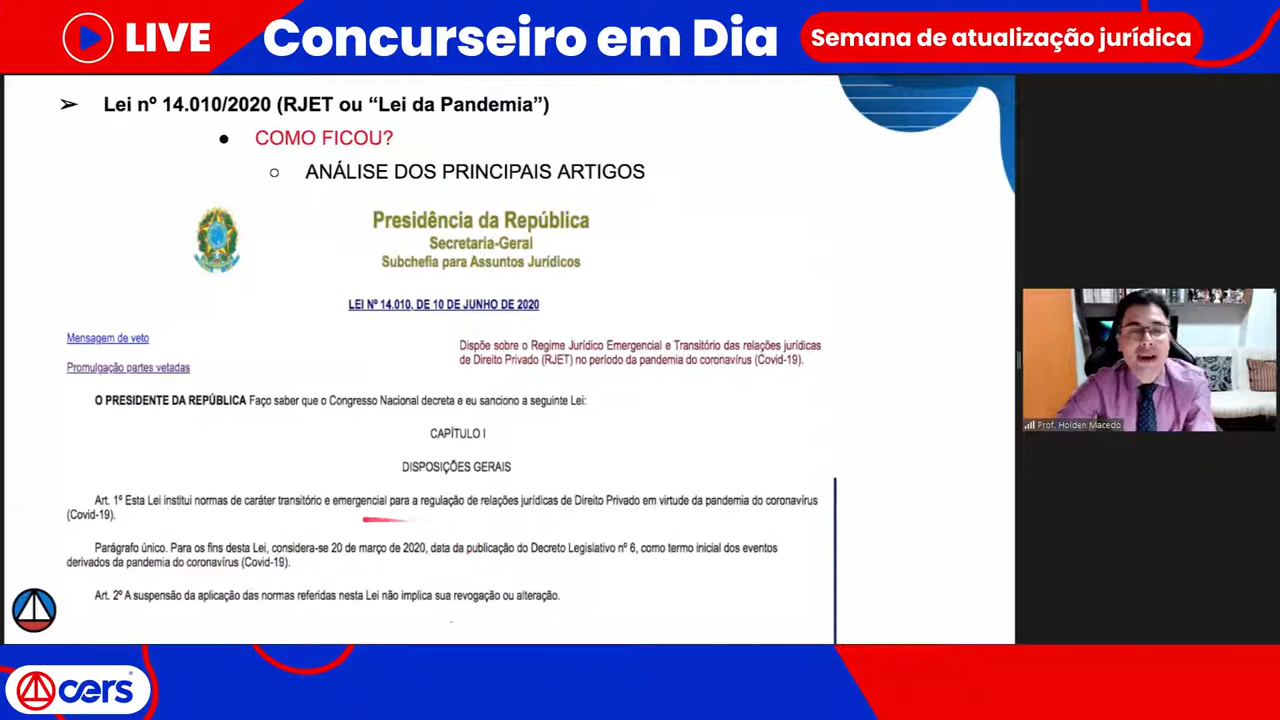 LIVE
Concurseiro em Dia
Semana de atualização jurídica
➢ Lei nº 14.010/2020 (RJET ou “Lei da Pandemia”)
● COMO FICOU?
○ ANÁLISE DOS PRINCIPAIS ARTIGOS
Presidência da República
Secretaria-Geral
Subchefia para Assuntos Jurídicos
LEI Nº 14.010, DE 10 DE JUNHO DE 2020
Mensagem de veto
Promulgação partes vetadas
Dispõe sobre o Regime Jurídico Emergencial e Transitório das relações jurídicas
de Direito Privado (RJET) no período da pandemia do coronavírus (Covid-19).
O PRESIDENTE DA REPÚBLICA Faço saber que o Congresso Nacional decreta e eu sanciono a seguinte Lei:
CAPÍTULO I
DISPOSIÇÕES GERAIS
Art. 1º Esta Lei institui normas de caráter transitório e emergencial para a regulação de relações jurídicas de Direito Privado em virtude da pandemia do coronavírus
(Covid-19).
Parágrafo único. Para os fins desta Lei, considera-se 20 de março de 2020, data da publicação do Decreto Legislativo nº 6, como termo inicial dos eventos
derivados da pandemia do coronavírus (Covid-19).
Art. 2º A suspensão da aplicação das normas referidas nesta Lei não implica sua revogação ou alteração.
Prof. Holden Macedo
cers